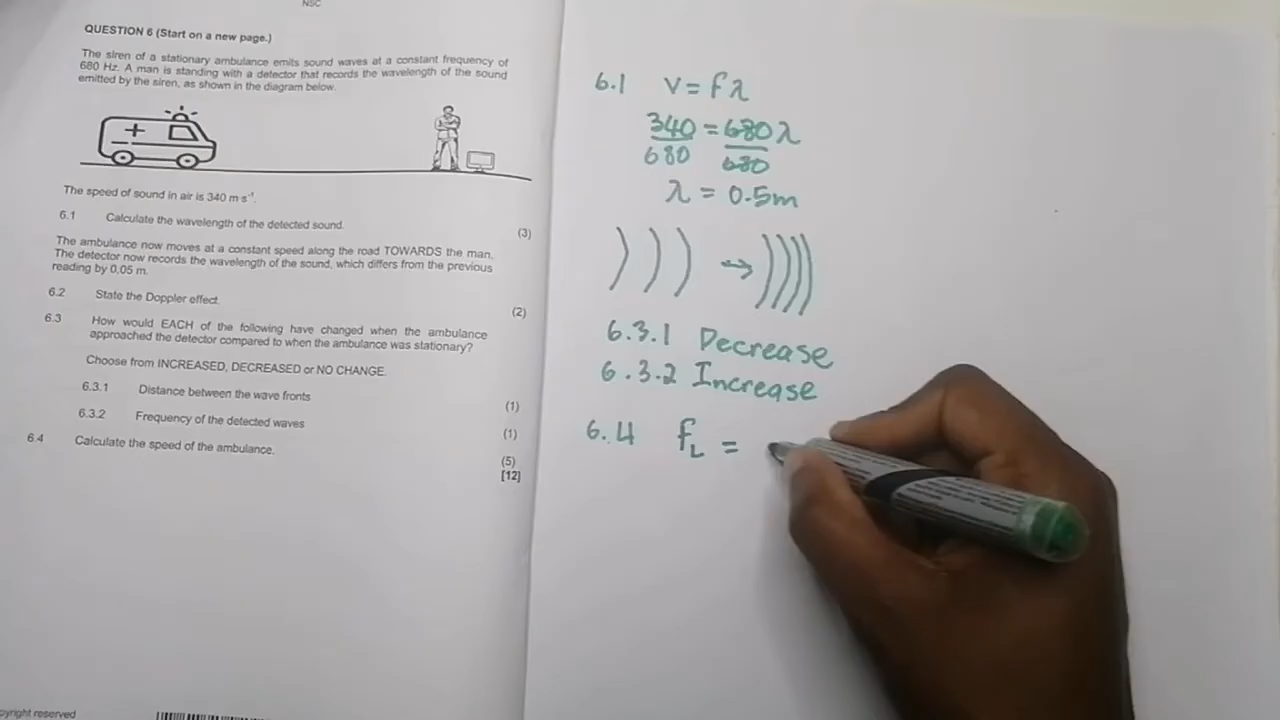 NSC
QUESTION 6 (Start on a new page.)
The siren of a stationary ambulance emits sound waves at a constant frequency of
680 Hz. A man is standing with a detector that records the wavelength of the sound
emitted by the siren, as shown in the diagram below.
The speed of sound in air is 340 m·s⁻¹.
6.1 Calculate the wavelength of the detected sound. (3)
The ambulance now moves at a constant speed along the road TOWARDS the man.
The detector now records the wavelength of the sound, which differs from the previous
reading by 0,05 m.
6.2 State the Doppler effect. (2)
6.3 How would EACH of the following have changed when the ambulance
approached the detector compared to when the ambulance was stationary?
Choose from INCREASED, DECREASED or NO CHANGE.
6.3.1 Distance between the wave fronts (1)
6.3.2 Frequency of the detected waves (1)
6.4 Calculate the speed of the ambulance. (5)
[12]
pyright reserved
6.1 v = fλ
340 = 680 λ
680 680
λ = 0.5m
6.3.1 Decrease
6.3.2 Increase
6.4 fL =